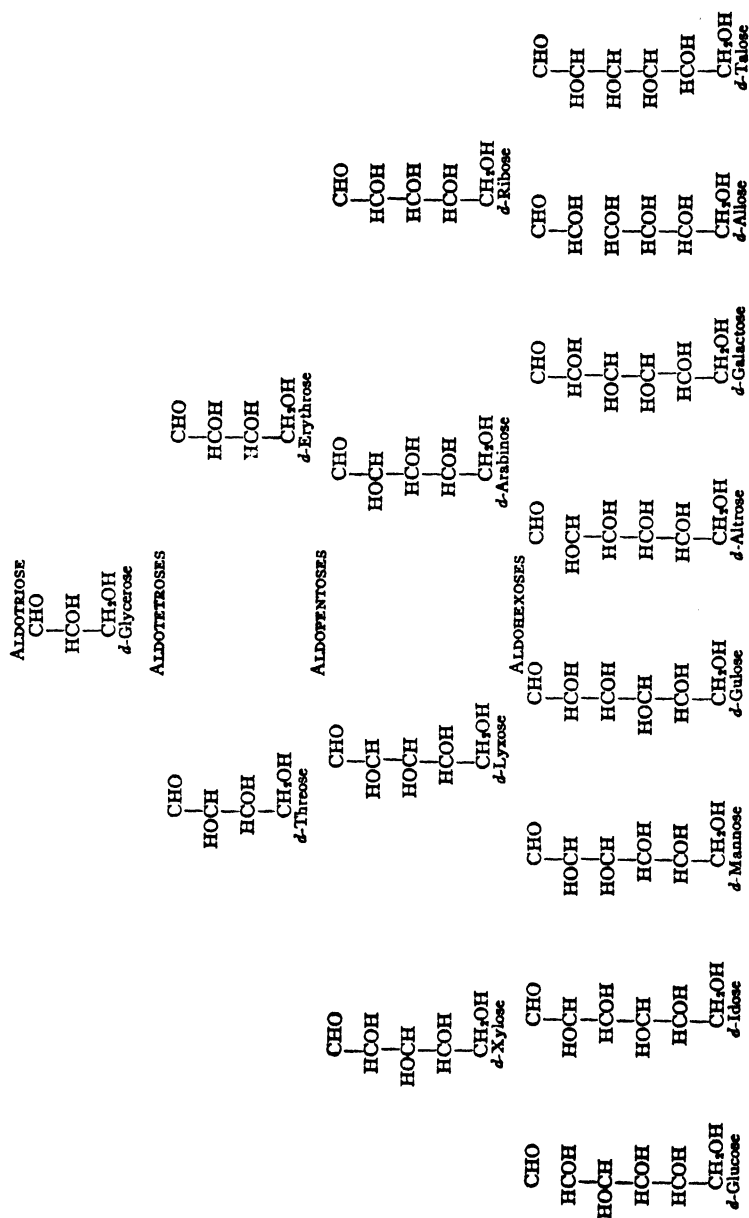 ALDOTRIOSE
CHO
HCOH
CH₂OH
d-Glycerose
ALDOTETROSES
CHO
HOCH
HCOH
CH₂OH
d-Threose
CHO
HCOH
HCOH
CH₂OH
d-Erythrose
ALDOPENTOSES
CHO
HCOH
HOCH
HCOH
CH₂OH
d-Xylose
CHO
HOCH
HOCH
HCOH
CH₂OH
d-Lyxose
CHO
HOCH
HCOH
HCOH
CH₂OH
d-Arabinose
CHO
HCOH
HCOH
HCOH
CH₂OH
d-Ribose
ALDOHEXOSES
CHO
HCOH
HOCH
HCOH
HCOH
CH₂OH
d-Glucose
CHO
HOCH
HCOH
HOCH
HCOH
CH₂OH
d-Idose
CHO
HOCH
HOCH
HCOH
HCOH
CH₂OH
d-Mannose
CHO
HCOH
HCOH
HOCH
HCOH
CH₂OH
d-Gulose
CHO
HOCH
HCOH
HCOH
HCOH
CH₂OH
d-Altrose
CHO
HCOH
HOCH
HOCH
HCOH
CH₂OH
d-Galactose
CHO
HCOH
HCOH
HCOH
HCOH
CH₂OH
d-Allose
CHO
HOCH
HOCH
HOCH
HCOH
CH₂OH
d-Talose